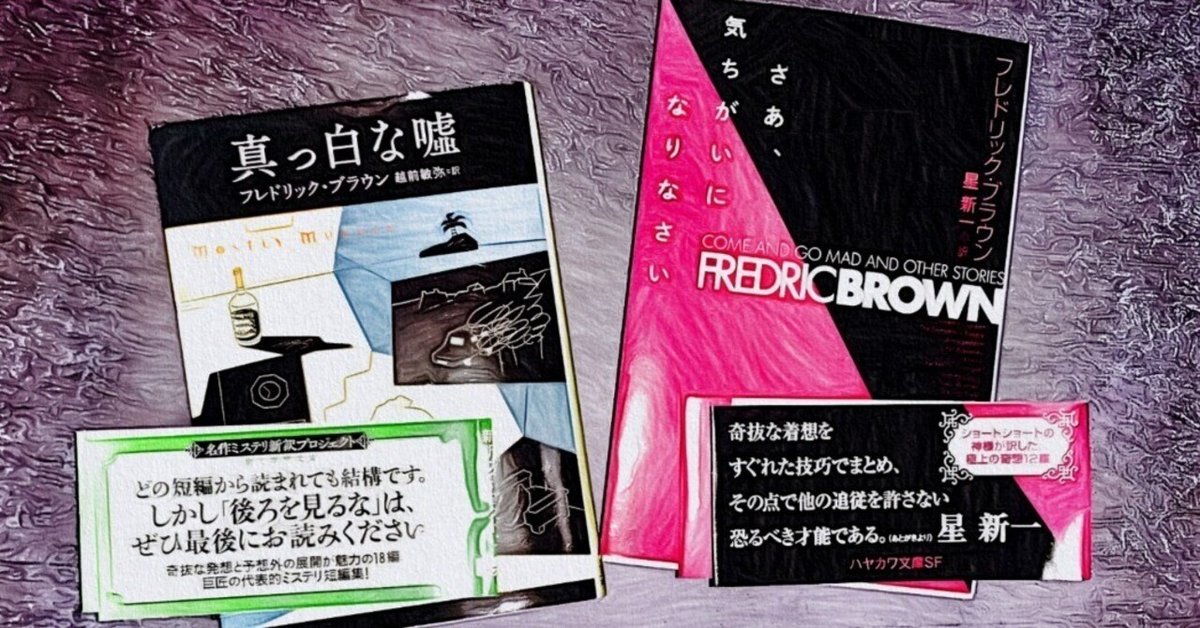 真っ白な嘘
フレドリック・ブラウン 越前敏弥・訳
Mostly Murder
名作ミステリ新訳プロジェクト
どの短編から読まれても結構です。
しかし「後ろを見るな」は、
ぜひ最後にお読みください
奇抜な発想と予想外の展開が魅力の18編
巨匠の代表的ミステリ短編集!
さあ、
気ちがいに
なりなさい
フレドリック・ブラウン
星新一 訳
COME AND GO MAD AND OTHER STORIES
FREDRIC BROWN
奇抜な着想を
すぐれた技巧でまとめ、
その点で他の追従を許さない
恐るべき才能である。(あとがきより) 星 新一
ハヤカワ文庫SF
ショートショートの
神様が訳した
極上の奇想12篇